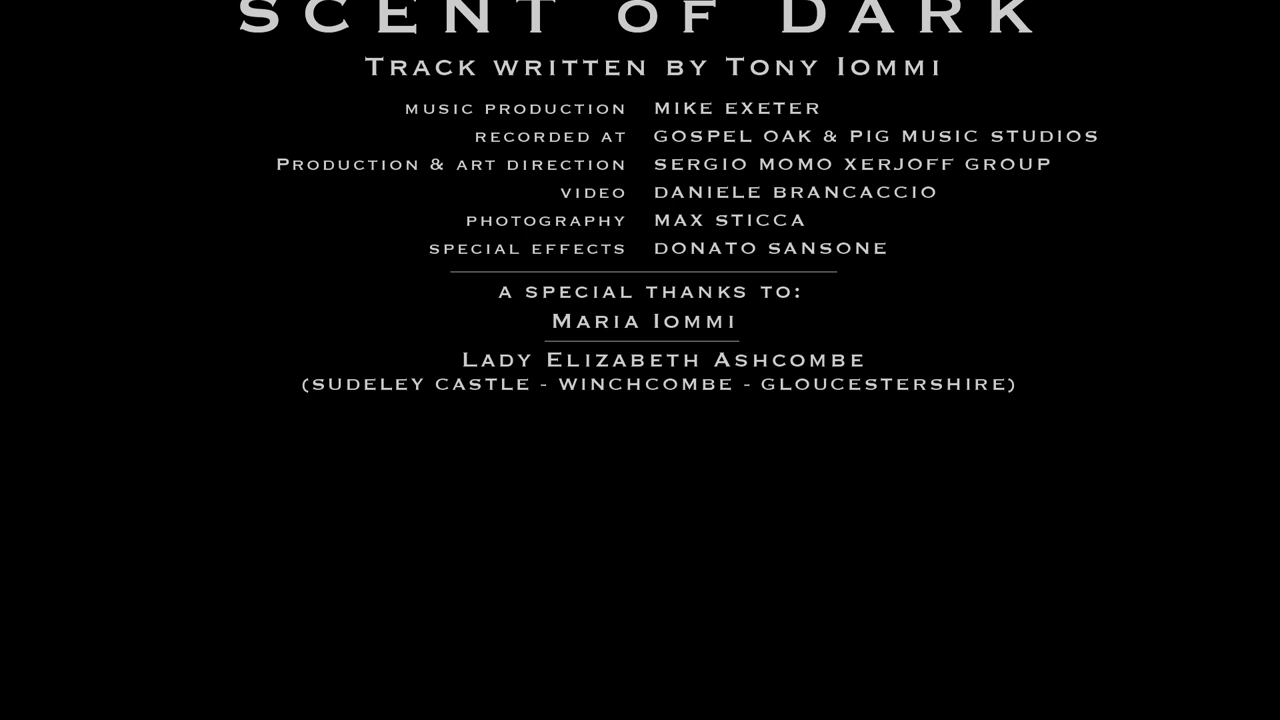 SCENT OF DARK
TRACK WRITTEN BY TONY IOMMI
MUSIC PRODUCTION MIKE EXETER
RECORDED AT GOSPEL OAK & PIG MUSIC STUDIOS
PRODUCTION & ART DIRECTION SERGIO MOMO XERJOFF GROUP
VIDEO DANIELE BRANCACCIO
PHOTOGRAPHY MAX STICCA
SPECIAL EFFECTS DONATO SANSONE
A SPECIAL THANKS TO:
MARIA IOMMI
LADY ELIZABETH ASHCOMBE
(SUDELEY CASTLE - WINCHCOMBE - GLOUCESTERSHIRE)